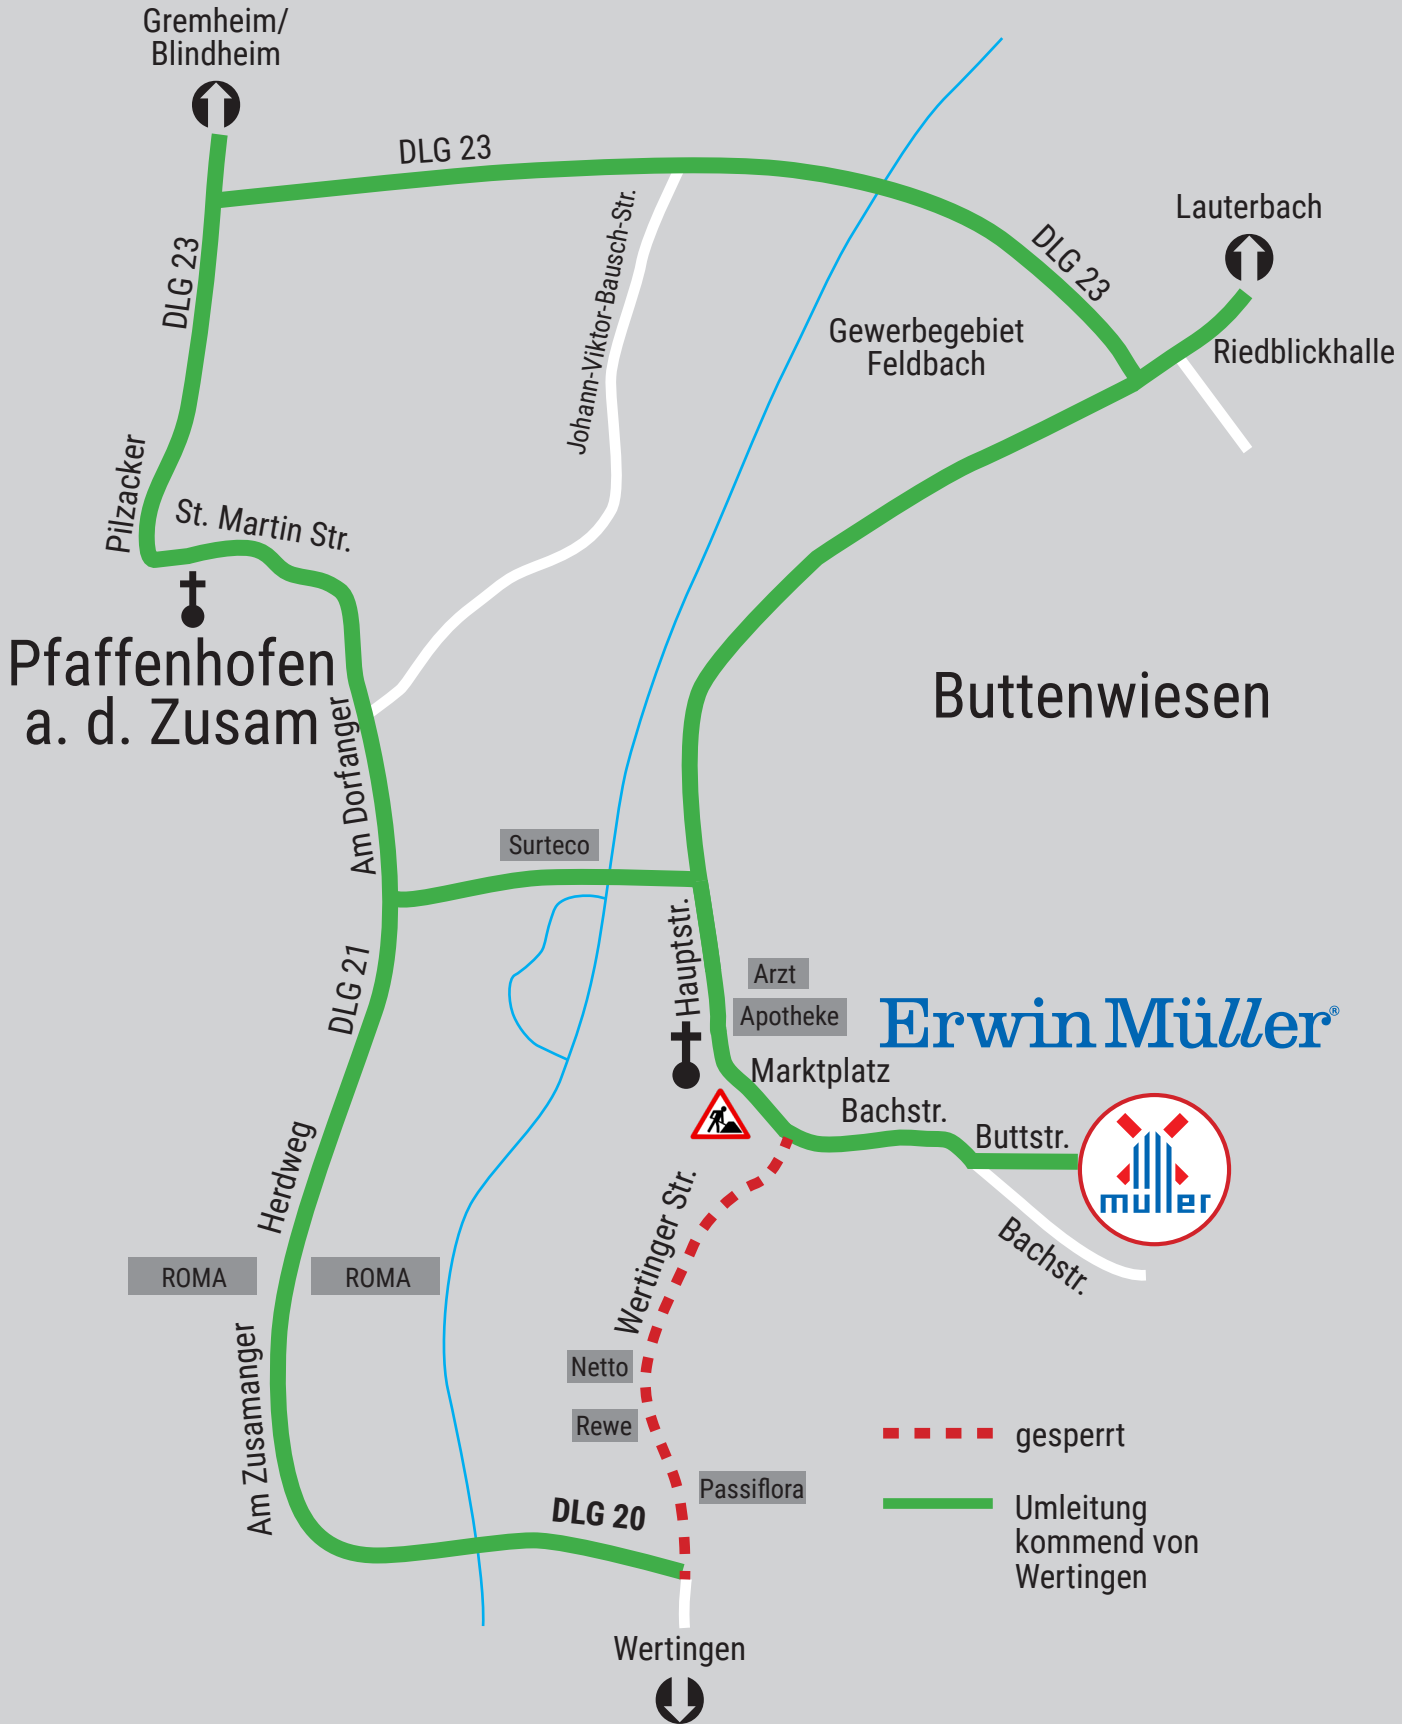 Gremheim/
Blindheim
DLG 23
Lauterbach
DLG 23
DLG 23
Johann-Viktor-Bausch-Str.
Gewerbegebiet
Feldbach
Riedblickhalle
Pilzacker
St. Martin Str.
Pfaffenhofen
a. d. Zusam
Buttenwiesen
Am Dorfanger
Surteco
Hauptstr.
DLG 21
Arzt
Apotheke
Erwin Müller®
Marktplatz
Bachstr.
Buttstr.
müller
Herdweg
Wertinger Str.
Bachstr.
ROMA
ROMA
Am Zusamanger
Netto
Rewe
gesperrt
Passiflora
DLG 20
Umleitung
kommend von
Wertingen
Wertingen